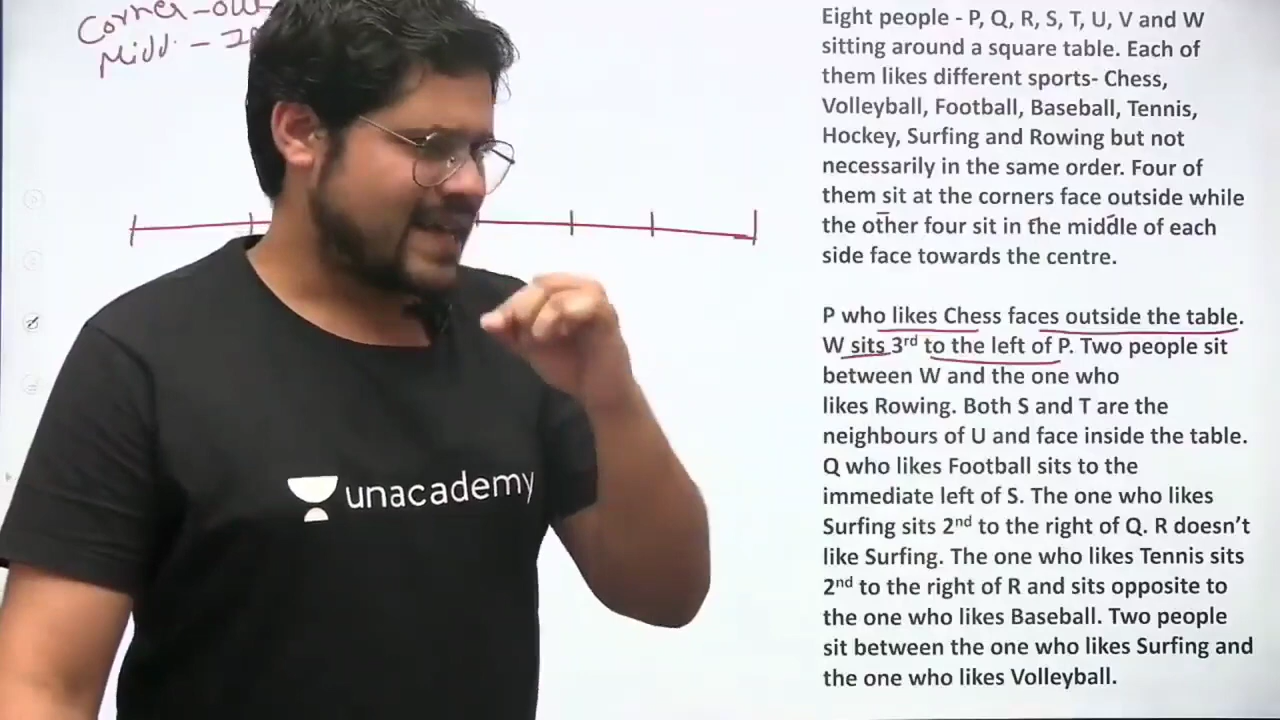 Corner - out
Midd. -
Eight people - P, Q, R, S, T, U, V and W
sitting around a square table. Each of
them likes different sports- Chess,
Volleyball, Football, Baseball, Tennis,
Hockey, Surfing and Rowing but not
necessarily in the same order. Four of
them sit at the corners face outside while
the other four sit in the middle of each
side face towards the centre.
P who likes Chess faces outside the table.
W sits 3rd to the left of P. Two people sit
between W and the one who
likes Rowing. Both S and T are the
neighbours of U and face inside the table.
Q who likes Football sits to the
immediate left of S. The one who likes
Surfing sits 2nd to the right of Q. R doesn't
like Surfing. The one who likes Tennis sits
2nd to the right of R and sits opposite to
the one who likes Baseball. Two people
sit between the one who likes Surfing and
the one who likes Volleyball.
unacademy